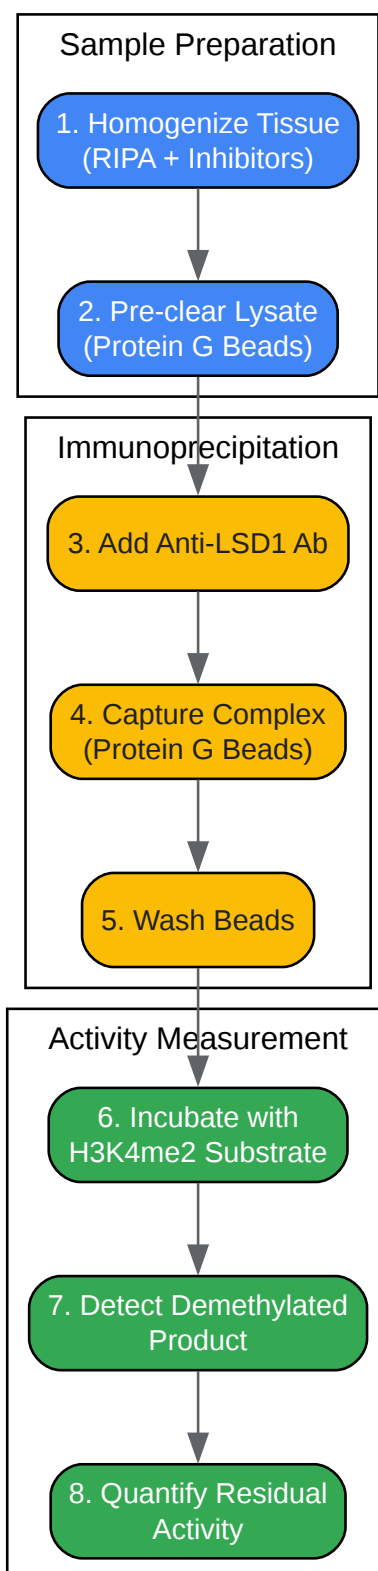 Sample Preparation
1. Homogenize Tissue
(RIPA + Inhibitors)
2. Pre-clear Lysate
(Protein G Beads)
Immunoprecipitation
3. Add Anti-LSD1 Ab
4. Capture Complex
(Protein G Beads)
5. Wash Beads
Activity Measurement
6. Incubate with
H3K4me2 Substrate
7. Detect Demethylated
Product
8. Quantify Residual
Activity